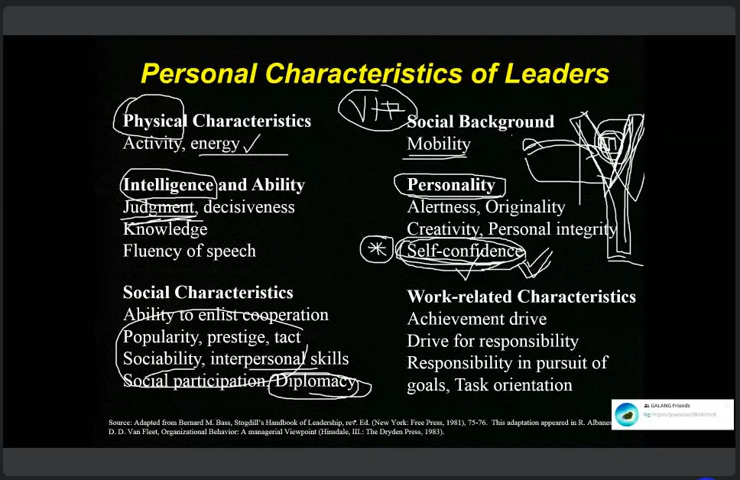 Personal Characteristics of Leaders
Physical Characteristics
Activity, energy
Intelligence and Ability
Judgment, decisiveness
Knowledge
Fluency of speech
Social Characteristics
Ability to enlist cooperation
Popularity, prestige, tact
Sociability, interpersonal skills
Social participation, Diplomacy
Social Background
Mobility
Personality
Alertness, Originality
Creativity, Personal integrity
Self-confidence
Work-related Characteristics
Achievement drive
Drive for responsibility
Responsibility in pursuit of
goals, Task orientation
GALANG Friends
Source: Adapted from Bernard M. Bass, Stogdill's Handbook of Leadership, rev. Ed. (New York: Free Press, 1981), 75-76. This adaptation appeared in R. Albanes
D. D. Van Fleet, Organizational Behavior: A managerial Viewpoint (Hinsdale, III.: The Dryden Press, 1983).